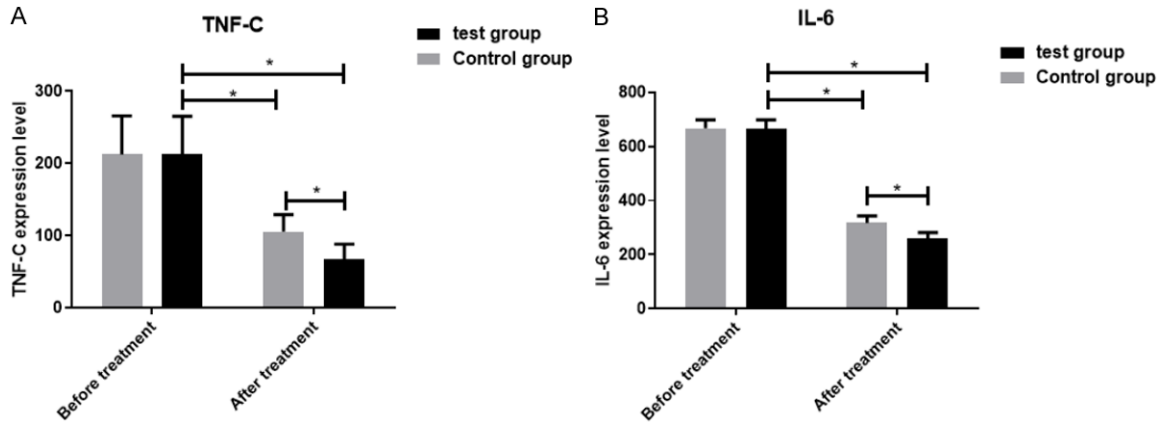 A
TNF-C
test group
Control group
*
*
*
300
200
100
0
TNF-C expression level
Before treatment
After treatment
B
IL-6
test group
Control group
*
*
*
800
600
400
200
0
IL-6 expression level
Before treatment
After treatment